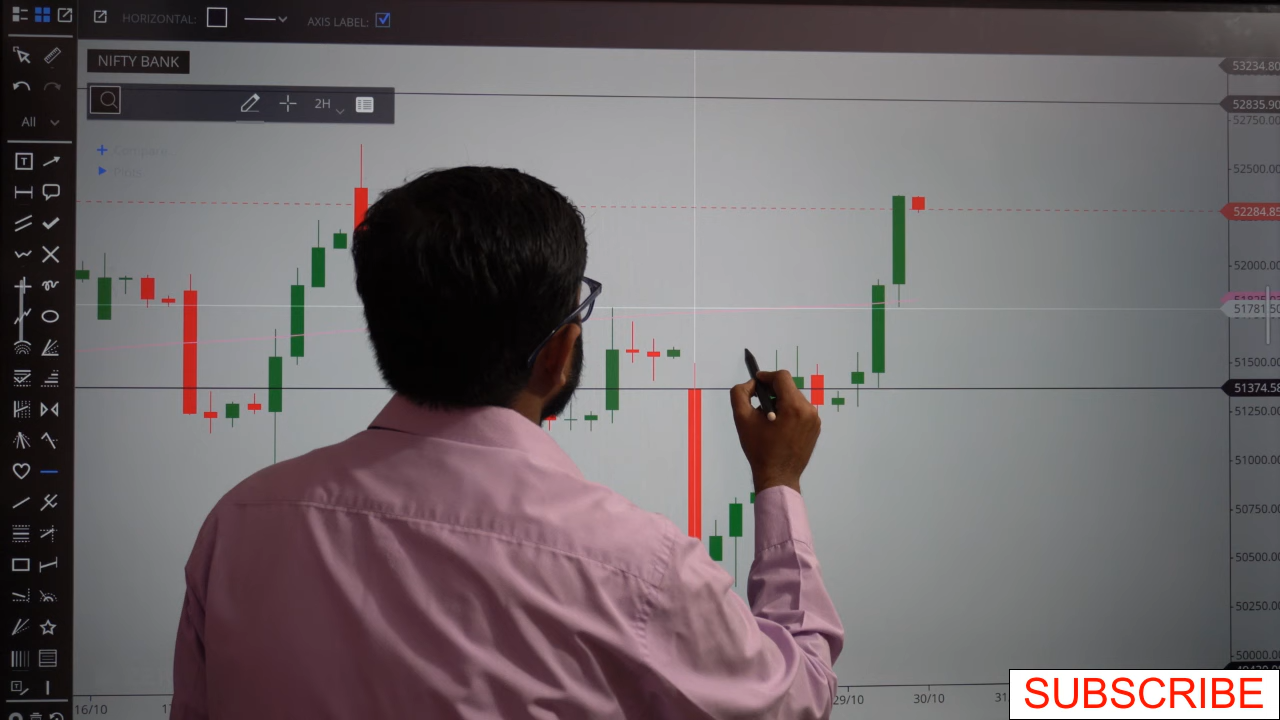 HORIZONTAL:
AXIS LABEL:
NIFTY BANK
2H
All
T
53234.80
52835.90
52750.00
52500.00
52284.85
52000.00
51781.50
51500.00
51374.58
51250.00
51000.00
50750.00
50500.00
50250.00
50000.00
16/10
29/10
30/10
SUBSCRIBE